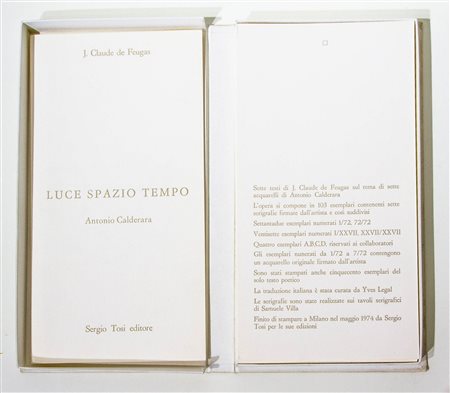 J. Claude de Feugas
LUCE SPAZIO TEMPO
Antonio Calderara
Sergio Tosi editore
Sette testi di J. Claude de Feugas sul tema di sette
acquarelli di Antonio Calderara
L'opera si compone in 103 esemplari contenenti sette
serigrafie firmate dall'artista e così suddivisi
Settantadue esemplari numerati 1/72, 72/72
Ventisette esemplari numerati I/XXVII, XXVII/XXVII
Quattro esemplari A.B.C.D. riservati ai collaboratori
Gli esemplari numerati da 1/72 a 7/72 contengono
un acquarello originale firmato dall'artista
Sono stati stampati anche cinquecento esemplari del
solo testo poetico
La traduzione italiana è stata curata da Yves Legal
Le serigrafie sono state realizzate sui tavoli serigrafici
di Samuele Villa
Finito di stampare a Milano nel maggio 1974 da Sergio
Tosi per le sue edizioni